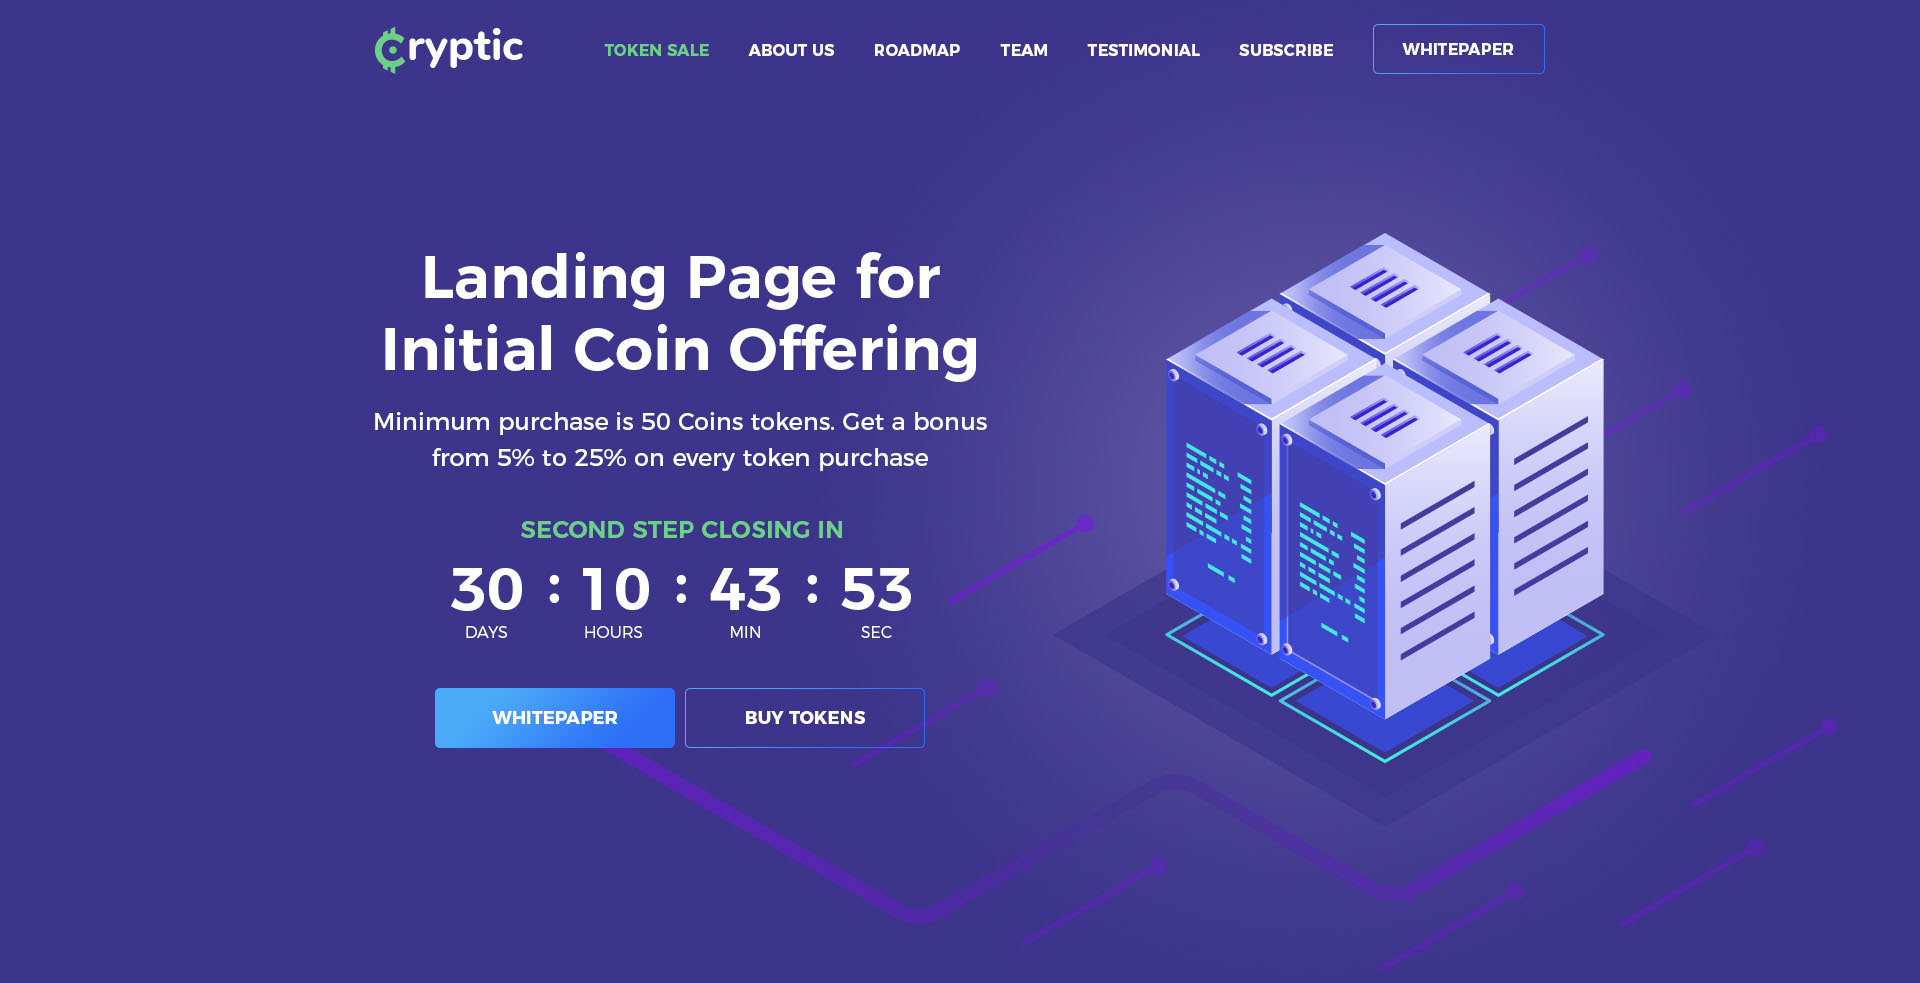 Cryptic
TOKEN SALE
ABOUT US
ROADMAP
TEAM
TESTIMONIAL
SUBSCRIBE
WHITEPAPER
Landing Page for
Initial Coin Offering
Minimum purchase is 50 Coins tokens. Get a bonus
from 5% to 25% on every token purchase
SECOND STEP CLOSING IN
30 : 10 : 43 : 53
DAYS HOURS MIN SEC
WHITEPAPER
BUY TOKENS